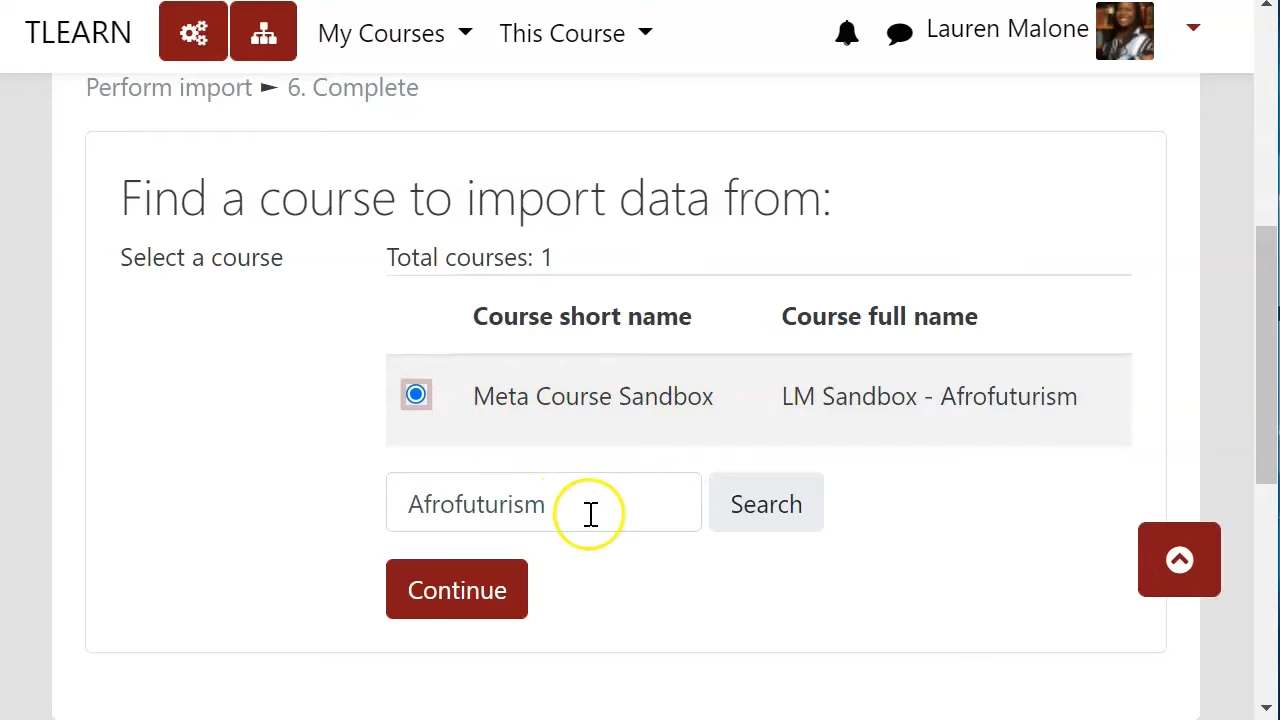 TLEARN My Courses This Course Lauren Malone
Perform import ► 6. Complete
Find a course to import data from:
Select a course Total courses: 1
Course short name Course full name
Meta Course Sandbox LM Sandbox - Afrofuturism
Afrofuturism Search
Continue